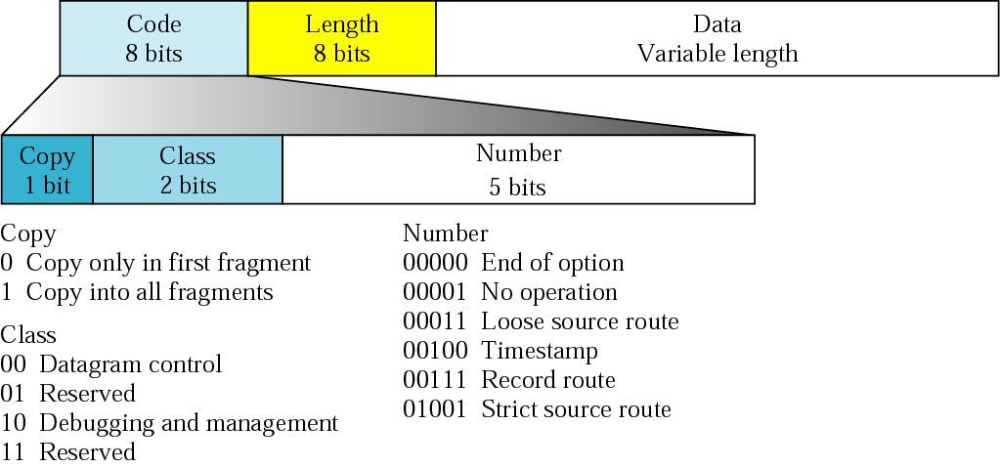 Code
8 bits
Length
8 bits
Data
Variable length
Copy
1 bit
Class
2 bits
Number
5 bits
Copy
0 Copy only in first fragment
1 Copy into all fragments
Class
00 Datagram control
01 Reserved
10 Debugging and management
11 Reserved
Number
00000 End of option
00001 No operation
00011 Loose source route
00100 Timestamp
00111 Record route
01001 Strict source route